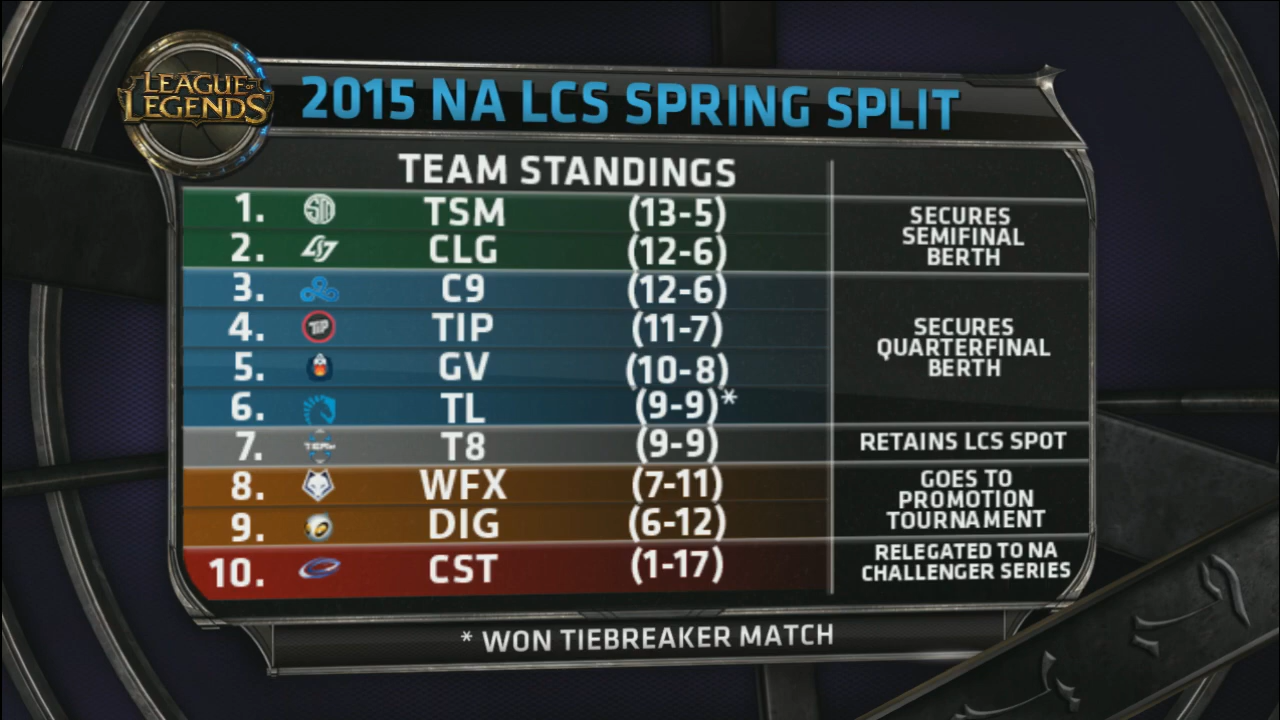 LEAGUE OF LEGENDS
2015 NA LCS SPRING SPLIT
TEAM STANDINGS
1. TSM (13-5)
2. CLG (12-6)
SECURES
SEMIFINAL
BERTH
3. C9 (12-6)
4. TIP TIP (11-7)
5. GV (10-8)
6. TL (9-9)*
SECURES
QUARTERFINAL
BERTH
7. T8 (9-9)
RETAINS LCS SPOT
8. WFX (7-11)
9. DIG (6-12)
GOES TO
PROMOTION
TOURNAMENT
10. CST (1-17)
RELEGATED TO NA
CHALLENGER SERIES
* WON TIEBREAKER MATCH